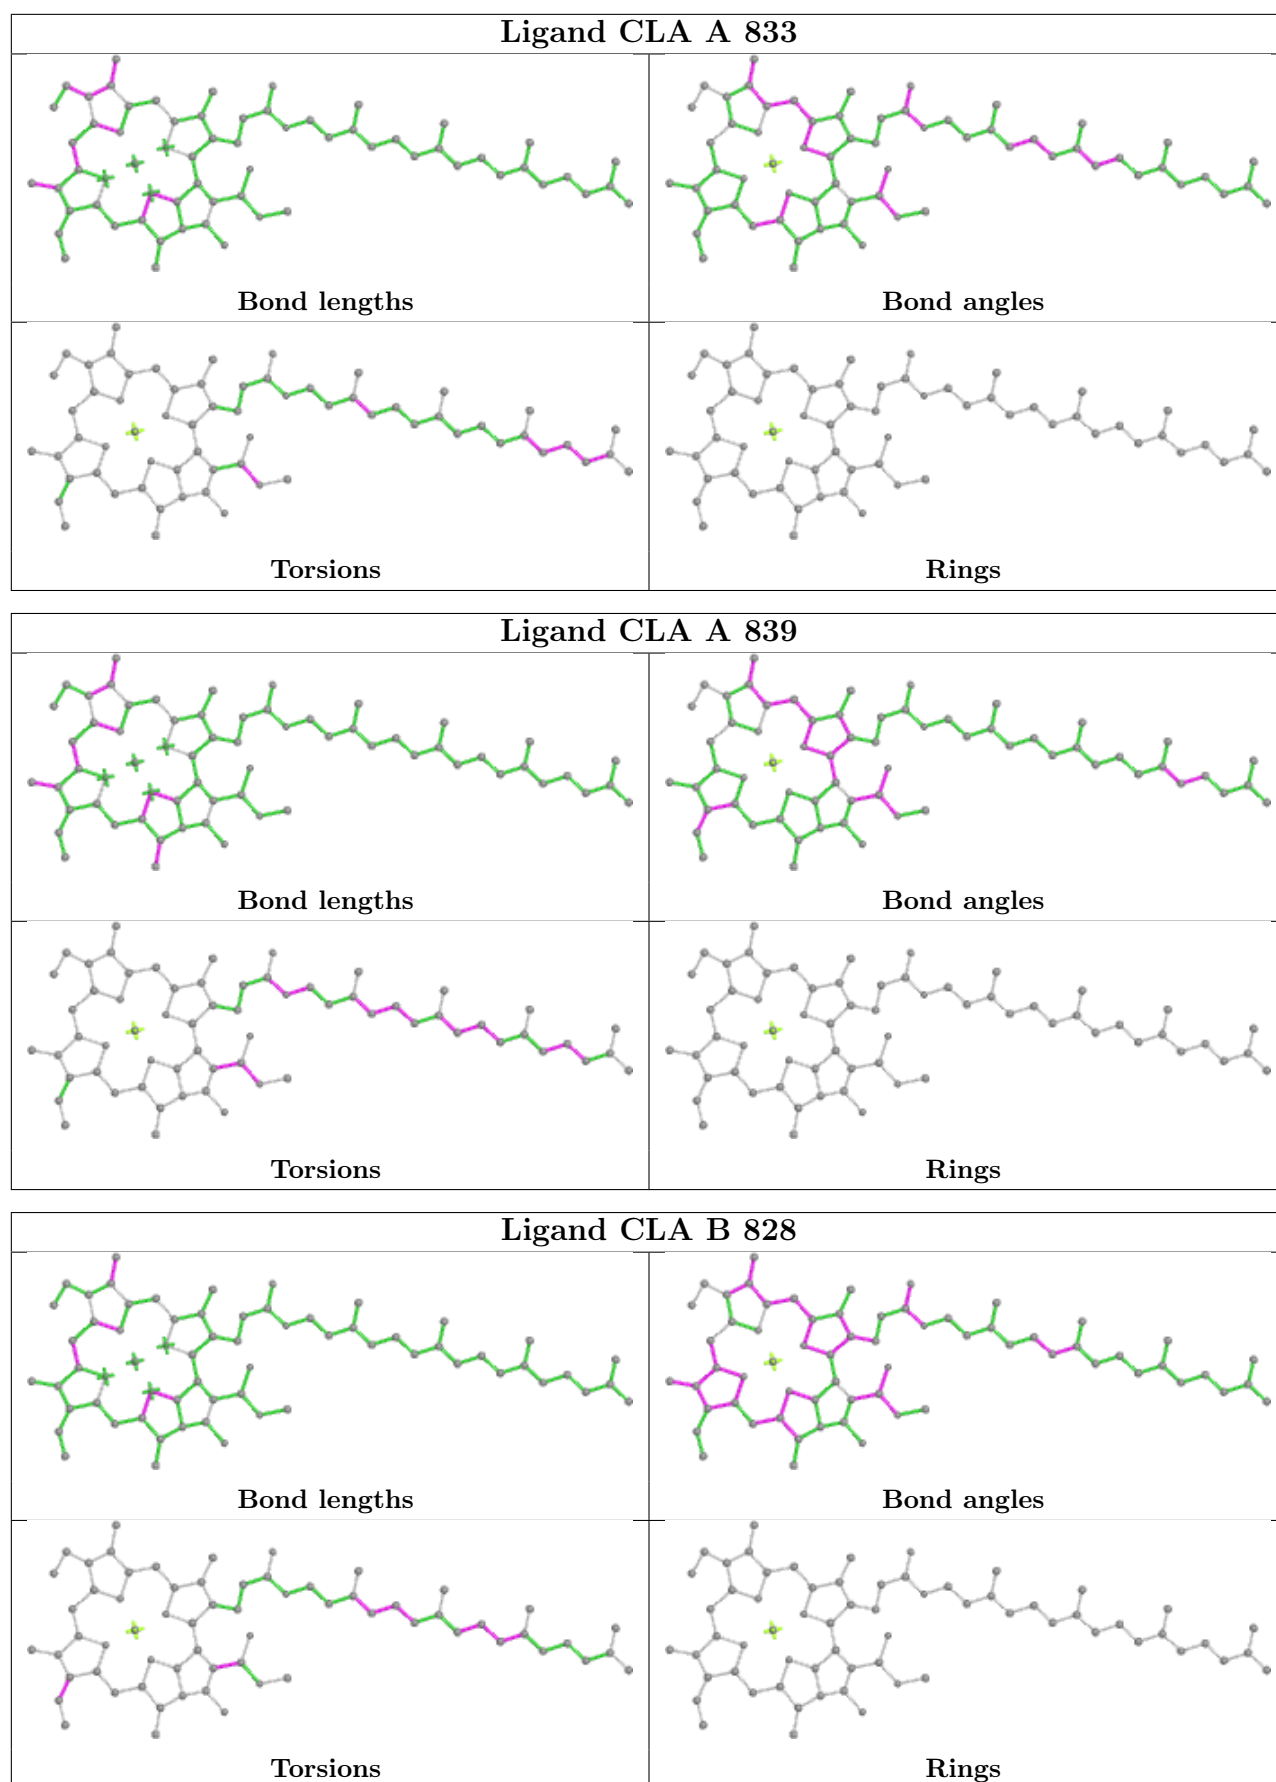 Ligand CLA A 833
Bond lengths
Bond angles
Torsions
Rings
Ligand CLA A 839
Bond lengths
Bond angles
Torsions
Rings
Ligand CLA B 828
Bond lengths
Bond angles
Torsions
Rings